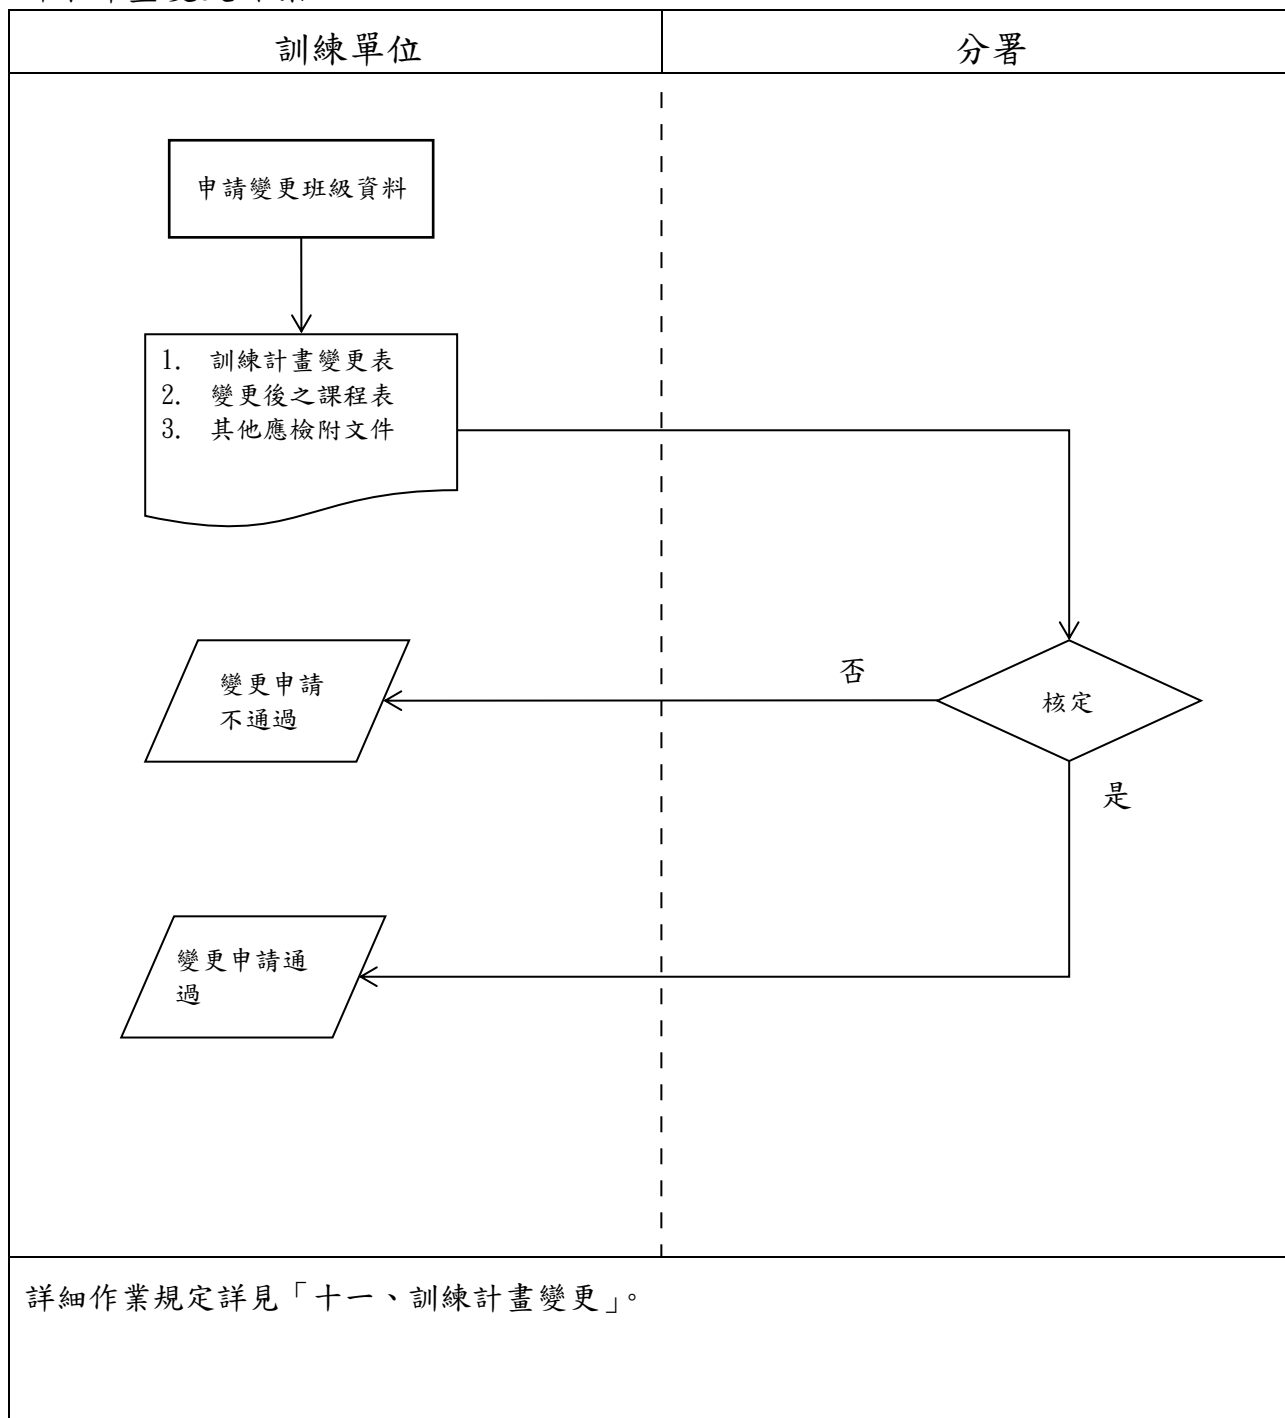 訓練單位
分署
申請變更班級資料
1. 訓練計畫變更表
2. 變更後之課程表
3. 其他應檢附文件
否
變更申請
不通過
核定
是
變更申請通
過
詳細作業規定詳見「十一、訓練計畫變更」。